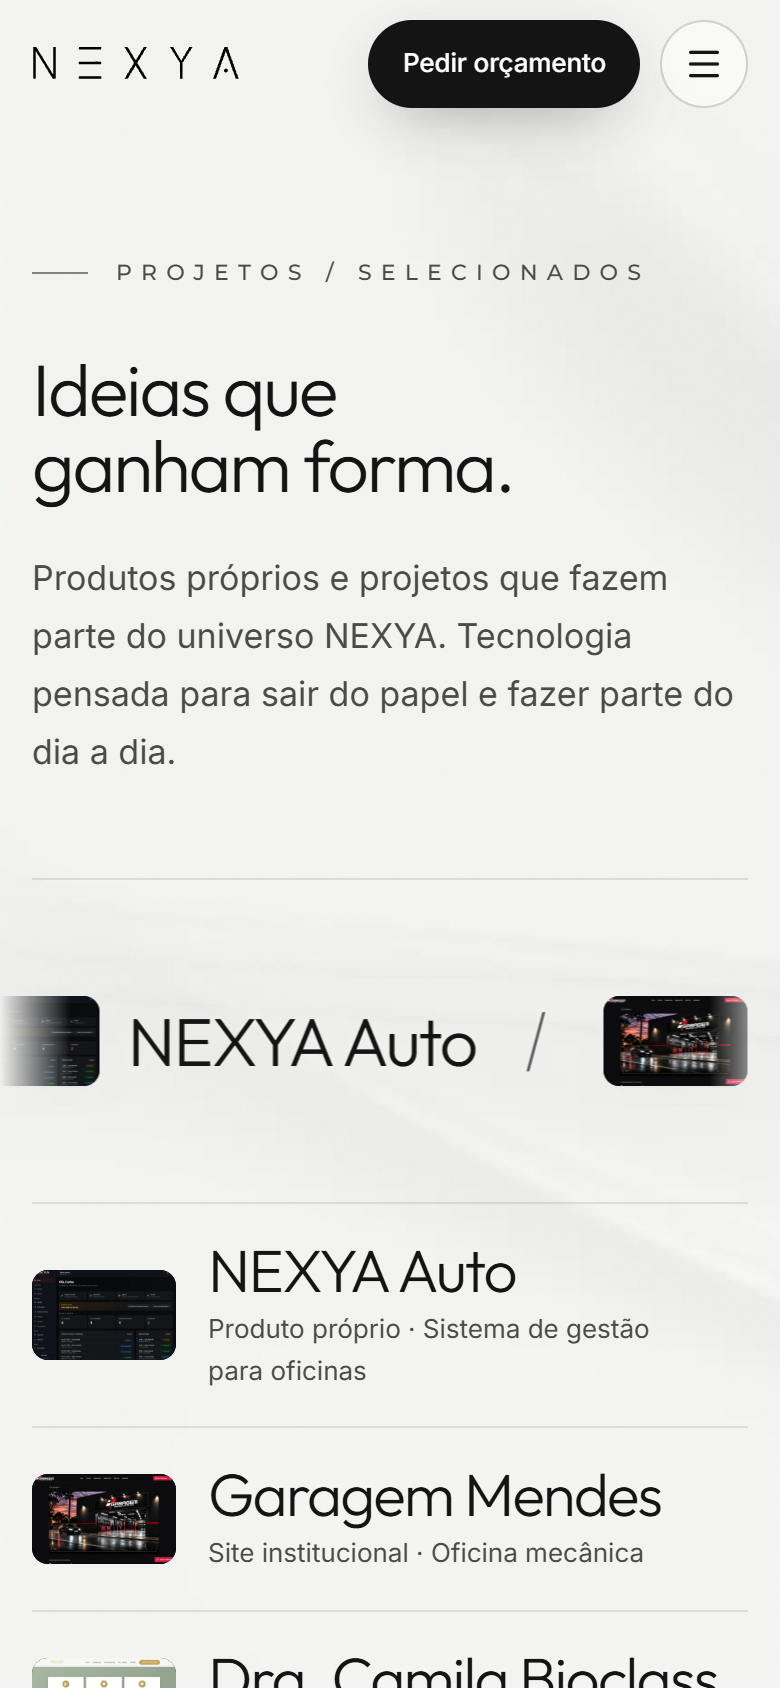 NEXYA
Pedir orçamento
PROJETOS / SELECIONADOS
Ideias que
ganham forma.
Produtos próprios e projetos que fazem
parte do universo NEXYA. Tecnologia
pensada para sair do papel e fazer parte do
dia a dia.
NEXYA Auto /
NEXYA Auto
Produto próprio · Sistema de gestão
para oficinas
Garagem Mendes
Site institucional · Oficina mecânica
Dra. Camila Bioclass